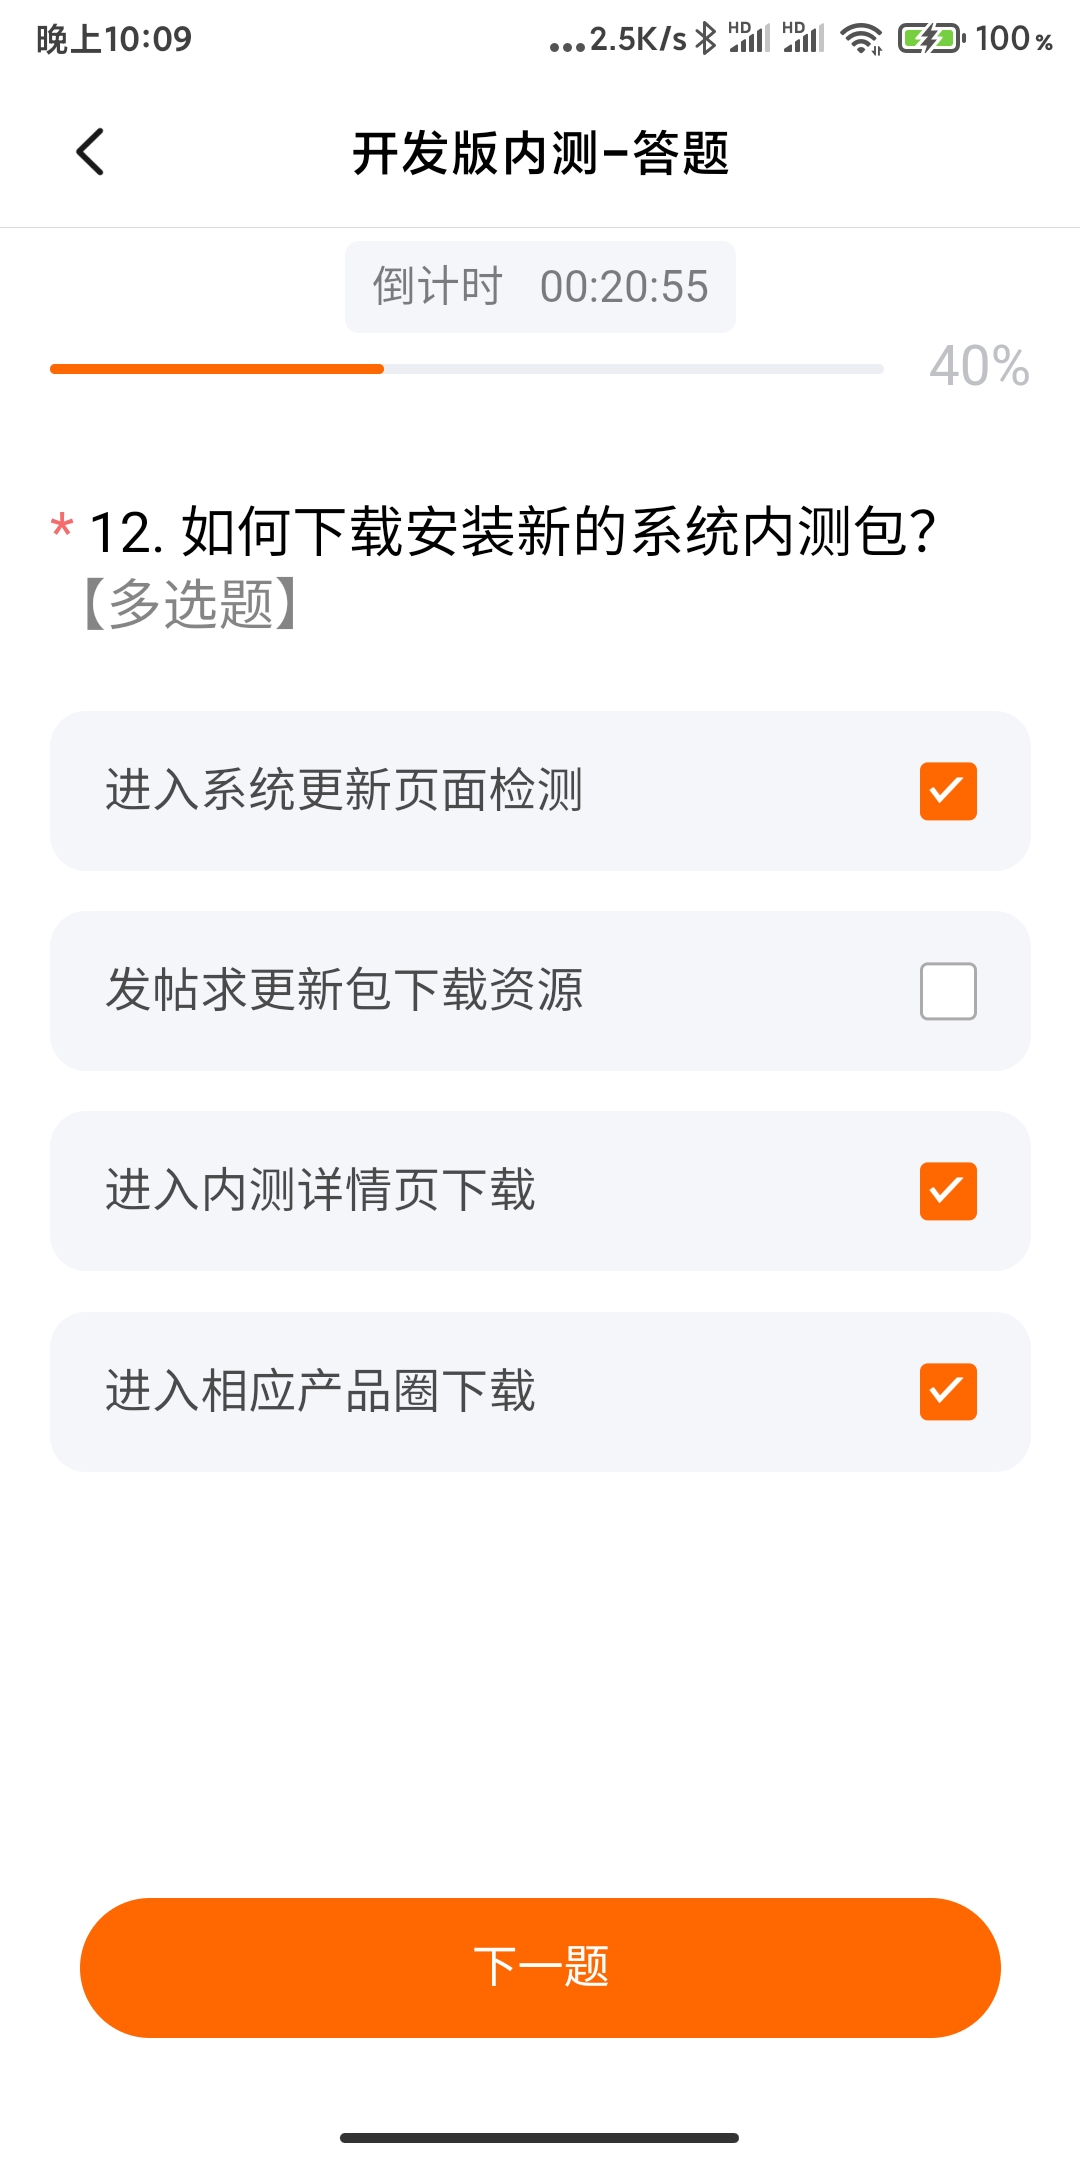 晚上10:09 ...2.5K/s HD HD 100%
开发版内测-答题
倒计时 00:20:55
40%
* 12. 如何下载安装新的系统内测包?
【多选题】
进入系统更新页面检测
发帖求更新包下载资源
进入内测详情页下载
进入相应产品圈下载
下一题